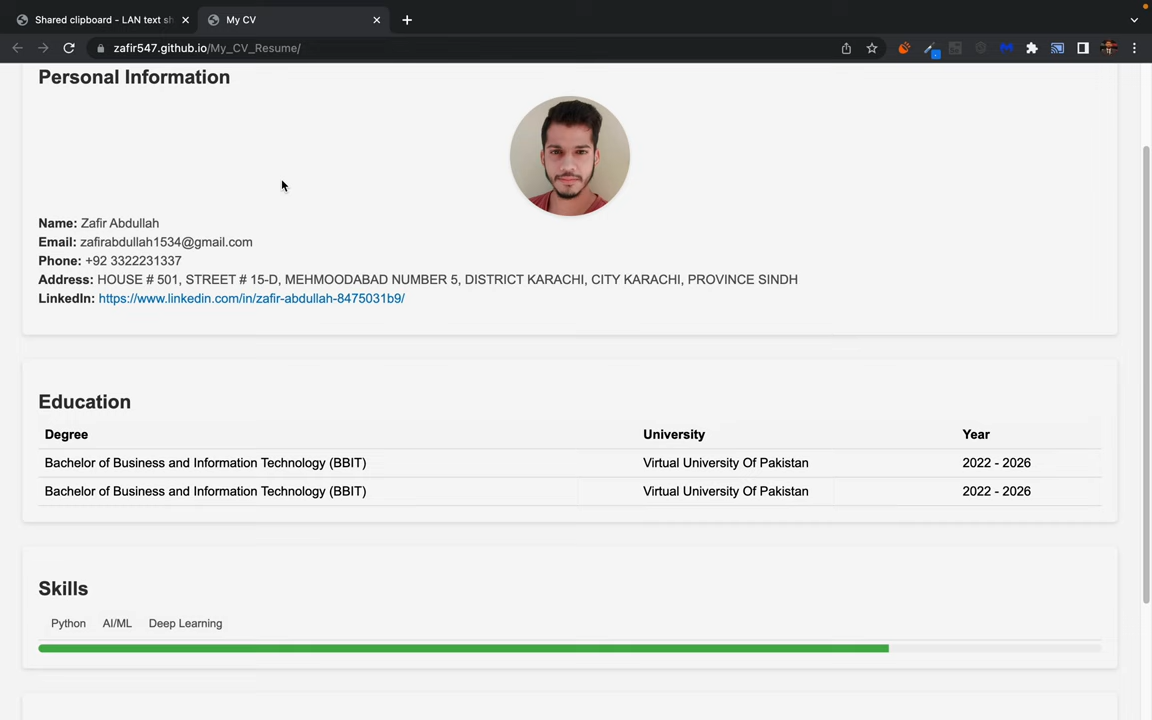 Shared clipboard - LAN text sh
My CV
zafir547.github.io/My_CV_Resume/
Personal Information
Name: Zafir Abdullah
Email: zafirabdullah1534@gmail.com
Phone: +92 3322231337
Address: HOUSE # 501, STREET # 15-D, MEHMOODABAD NUMBER 5, DISTRICT KARACHI, CITY KARACHI, PROVINCE SINDH
LinkedIn: https://www.linkedin.com/in/zafir-abdullah-8475031b9/
Education
Degree University Year
Bachelor of Business and Information Technology (BBIT) Virtual University Of Pakistan 2022 - 2026
Bachelor of Business and Information Technology (BBIT) Virtual University Of Pakistan 2022 - 2026
Skills
Python AI/ML Deep Learning